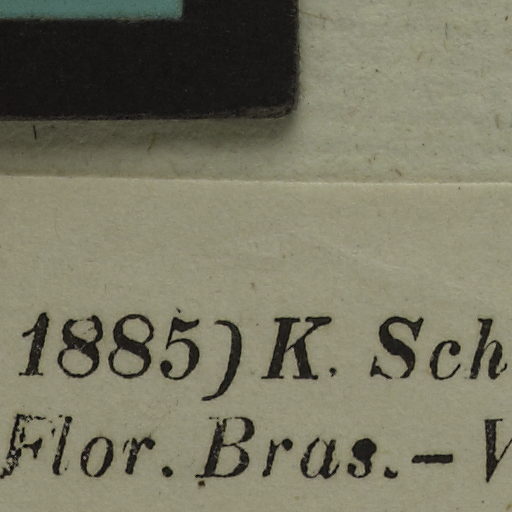 1885) K. Sch
Flor. Bras. –